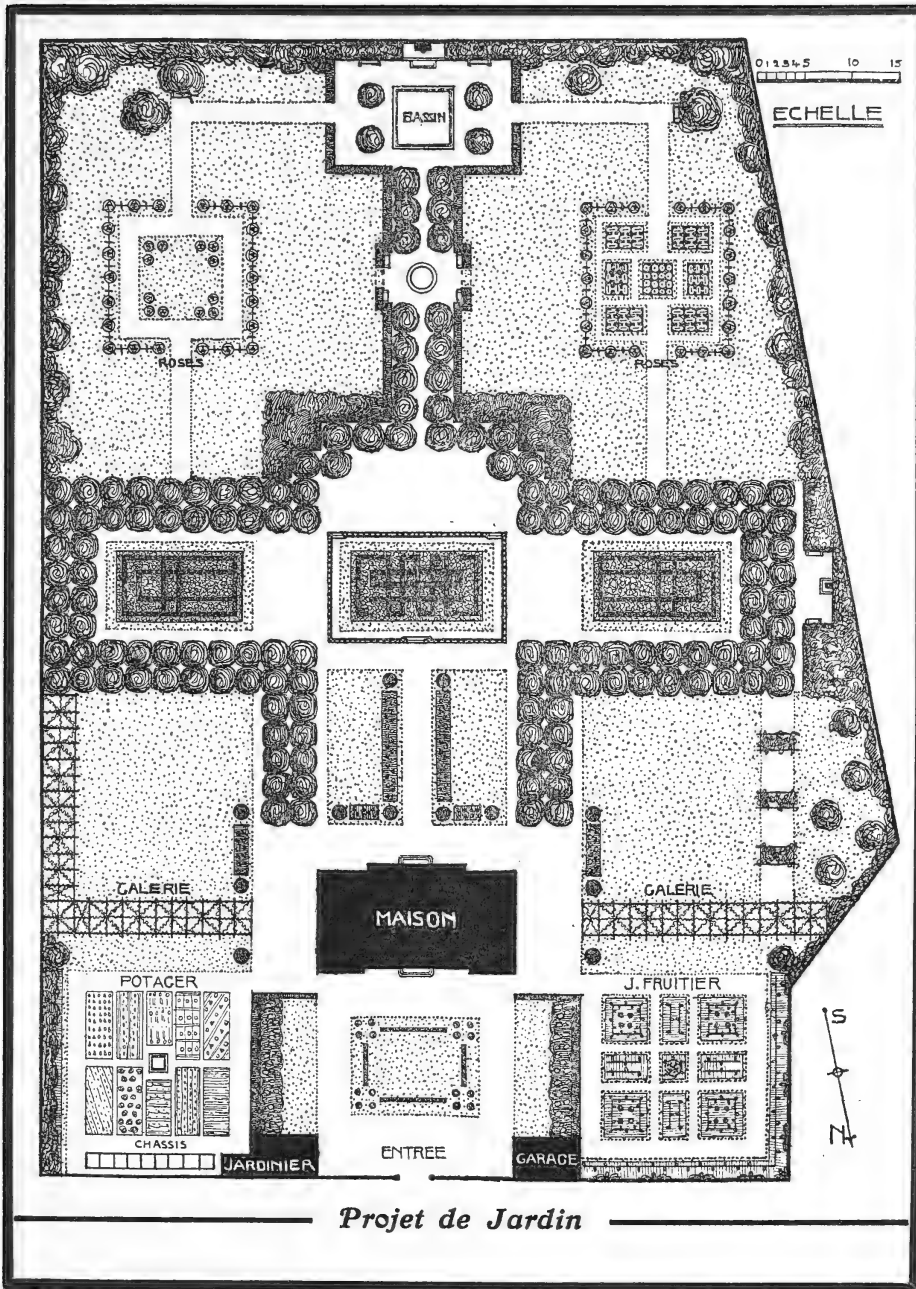 0 1 2 3 4 5 10 15
ECHELLE
BASSIN
ROSES
ROSES
GALERIE
GALERIE
MAISON
POTAGER
J. FRUITIER
S
N
CHASSIS
JARDINIER
ENTREE
GARAGE
Projet de Jardin